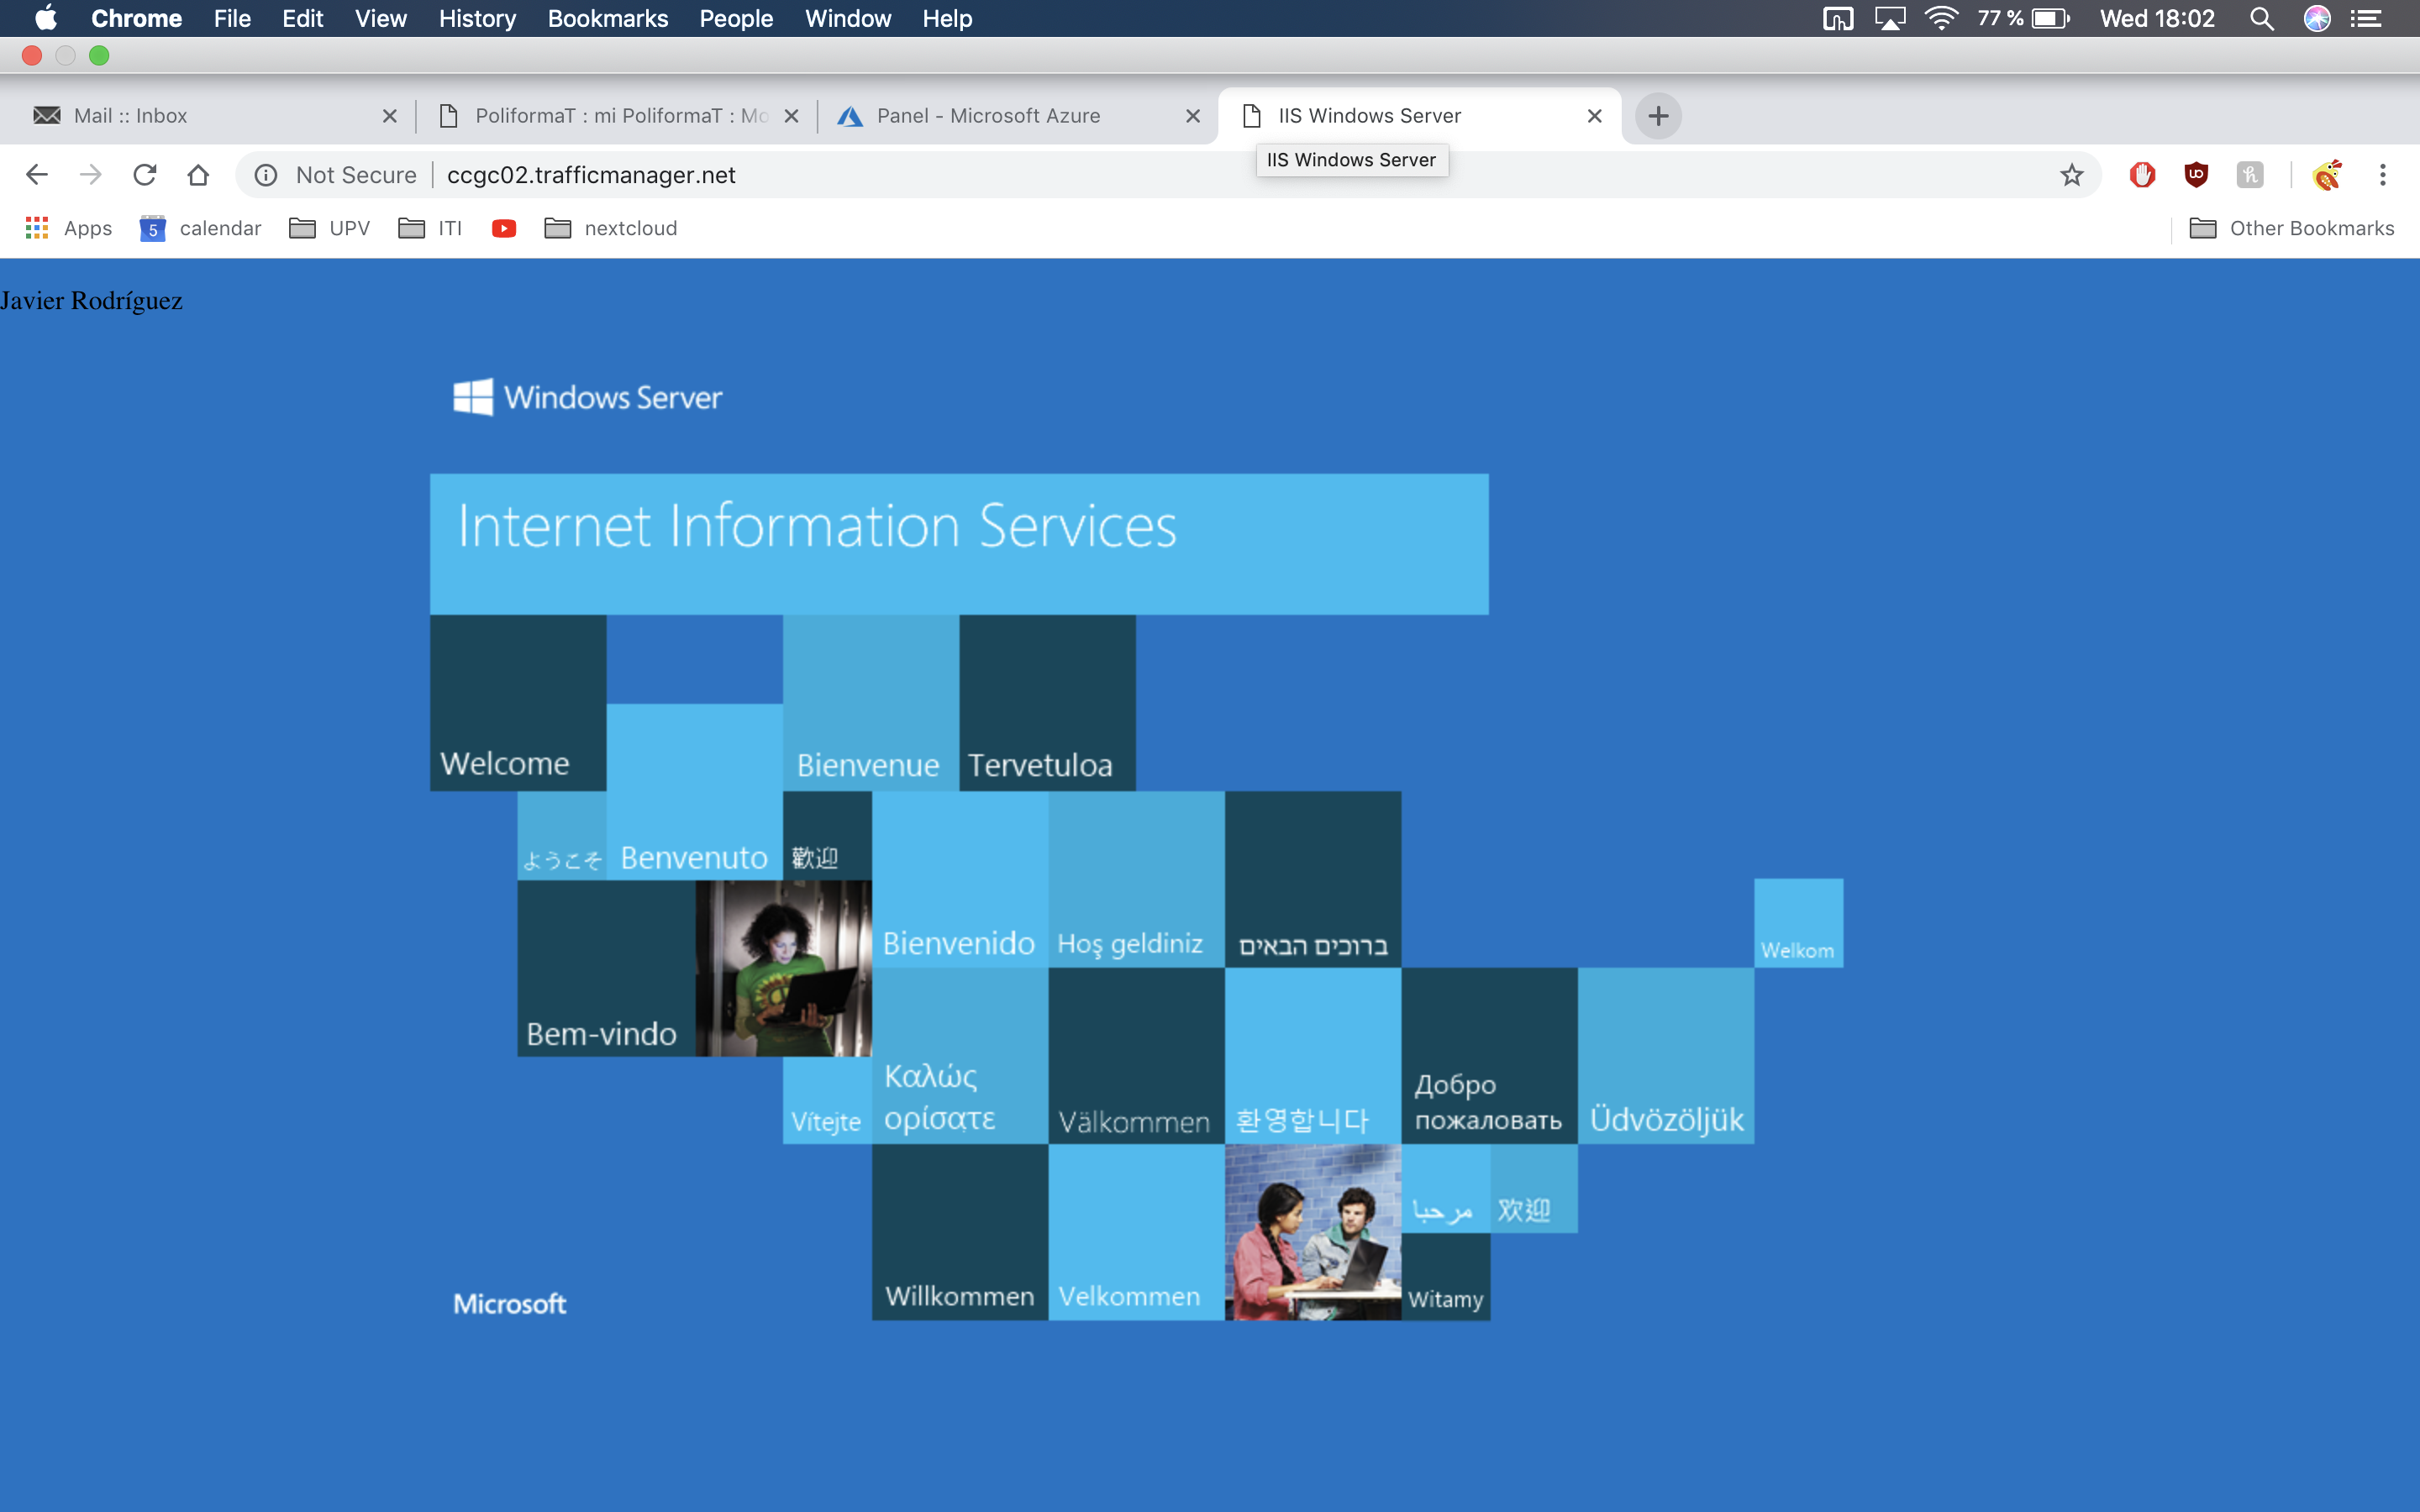 Chrome File Edit View History Bookmarks People Window Help 77 % Wed 18:02
Mail :: Inbox PoliformaT : mi PoliformaT : Mo Panel - Microsoft Azure IIS Windows Server
IIS Windows Server
Not Secure ccgc02.trafficmanager.net
Apps 5 calendar UPV ITI nextcloud Other Bookmarks
Javier Rodríguez
Windows Server
Internet Information Services
Welcome Bienvenue Tervetuloa
ようこそ Benvenuto 歡迎
Bienvenido Hoş geldiniz ברוכים הבאים Welkom
Bem-vindo
Vítejte Καλώς
ορίσατε Välkommen 환영합니다 Добро
пожаловать Üdvözöljük
مرحبا 欢迎
Willkommen Velkommen Witamy
Microsoft